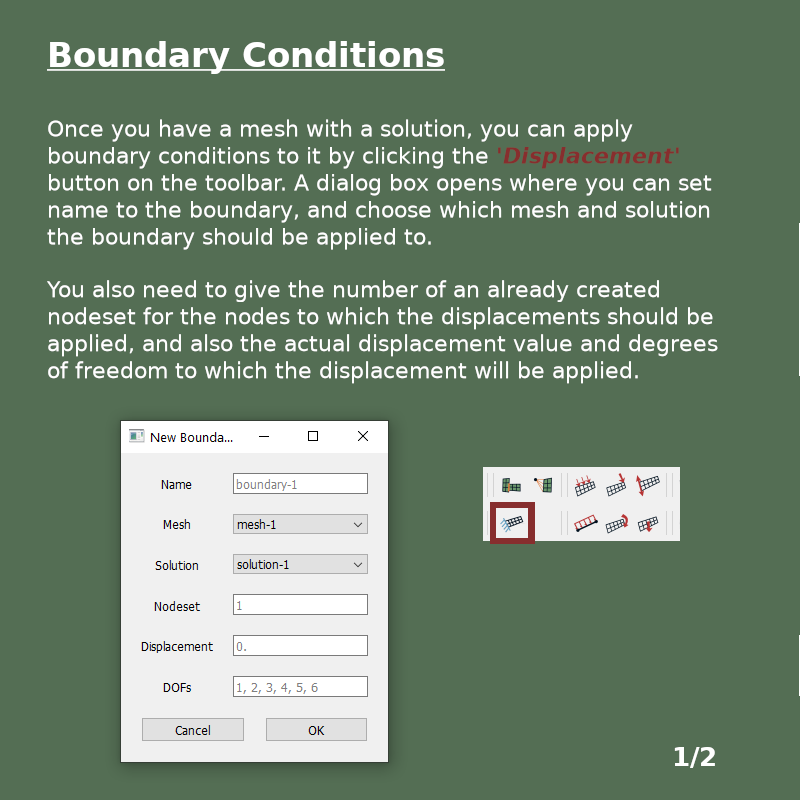 Boundary Conditions
Once you have a mesh with a solution, you can apply
boundary conditions to it by clicking the 'Displacement'
button on the toolbar. A dialog box opens where you can set
name to the boundary, and choose which mesh and solution
the boundary should be applied to.
You also need to give the number of an already created
nodeset for the nodes to which the displacements should be
applied, and also the actual displacement value and degrees
of freedom to which the displacement will be applied.
New Bounda...
Name boundary-1
Mesh mesh-1
Solution solution-1
Nodeset 1
Displacement 0.
DOFs 1, 2, 3, 4, 5, 6
Cancel OK
1/2